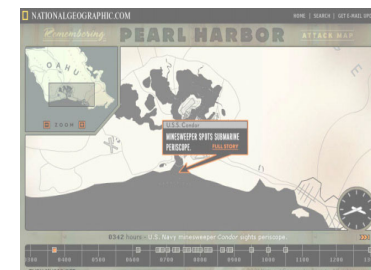 NATIONALGEOGRAPHIC.COM
HOME | SEARCH | GET E-MAIL UPD
Remembering
PEARL HARBOR
ATTACK MAP
OAHU
ZOOM
U.S.S. Condor
MINESWEEPER SPOTS SUBMARINE
PERISCOPE.
FULL STORY
0342 hours - U.S. Navy minesweeper Condor sights periscope.
0300 0400 0500 0600 0700 0800 0900 1000 1100 1200